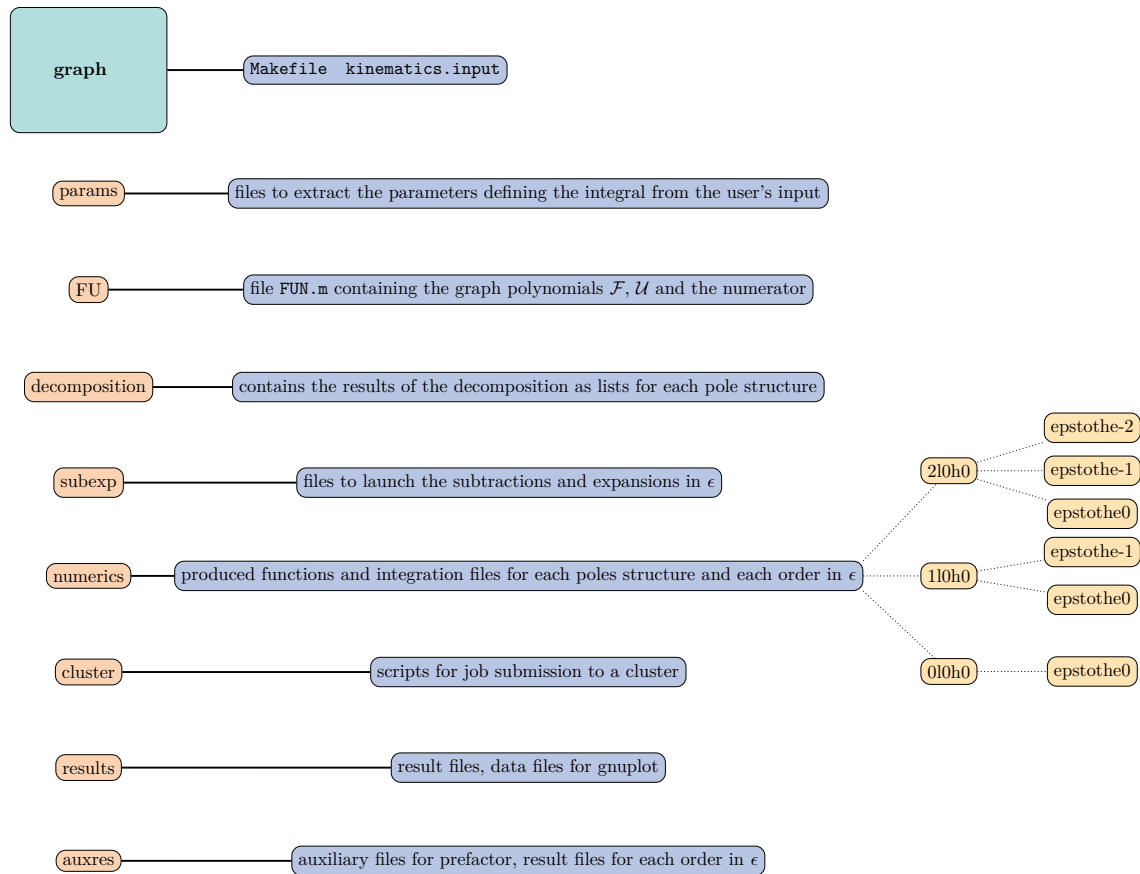 graph
Makefile kinematics.input
params
files to extract the parameters defining the integral from the user's input
FU
file FUN.m containing the graph polynomials ℱ, 𝒰 and the numerator
decomposition
contains the results of the decomposition as lists for each pole structure
subexp
files to launch the subtractions and expansions in ϵ
numerics
produced functions and integration files for each poles structure and each order in ϵ
2l0h0
epstothe-2
epstothe-1
epstothe0
1l0h0
epstothe-1
epstothe0
0l0h0
epstothe0
cluster
scripts for job submission to a cluster
results
result files, data files for gnuplot
auxres
auxiliary files for prefactor, result files for each order in ϵ